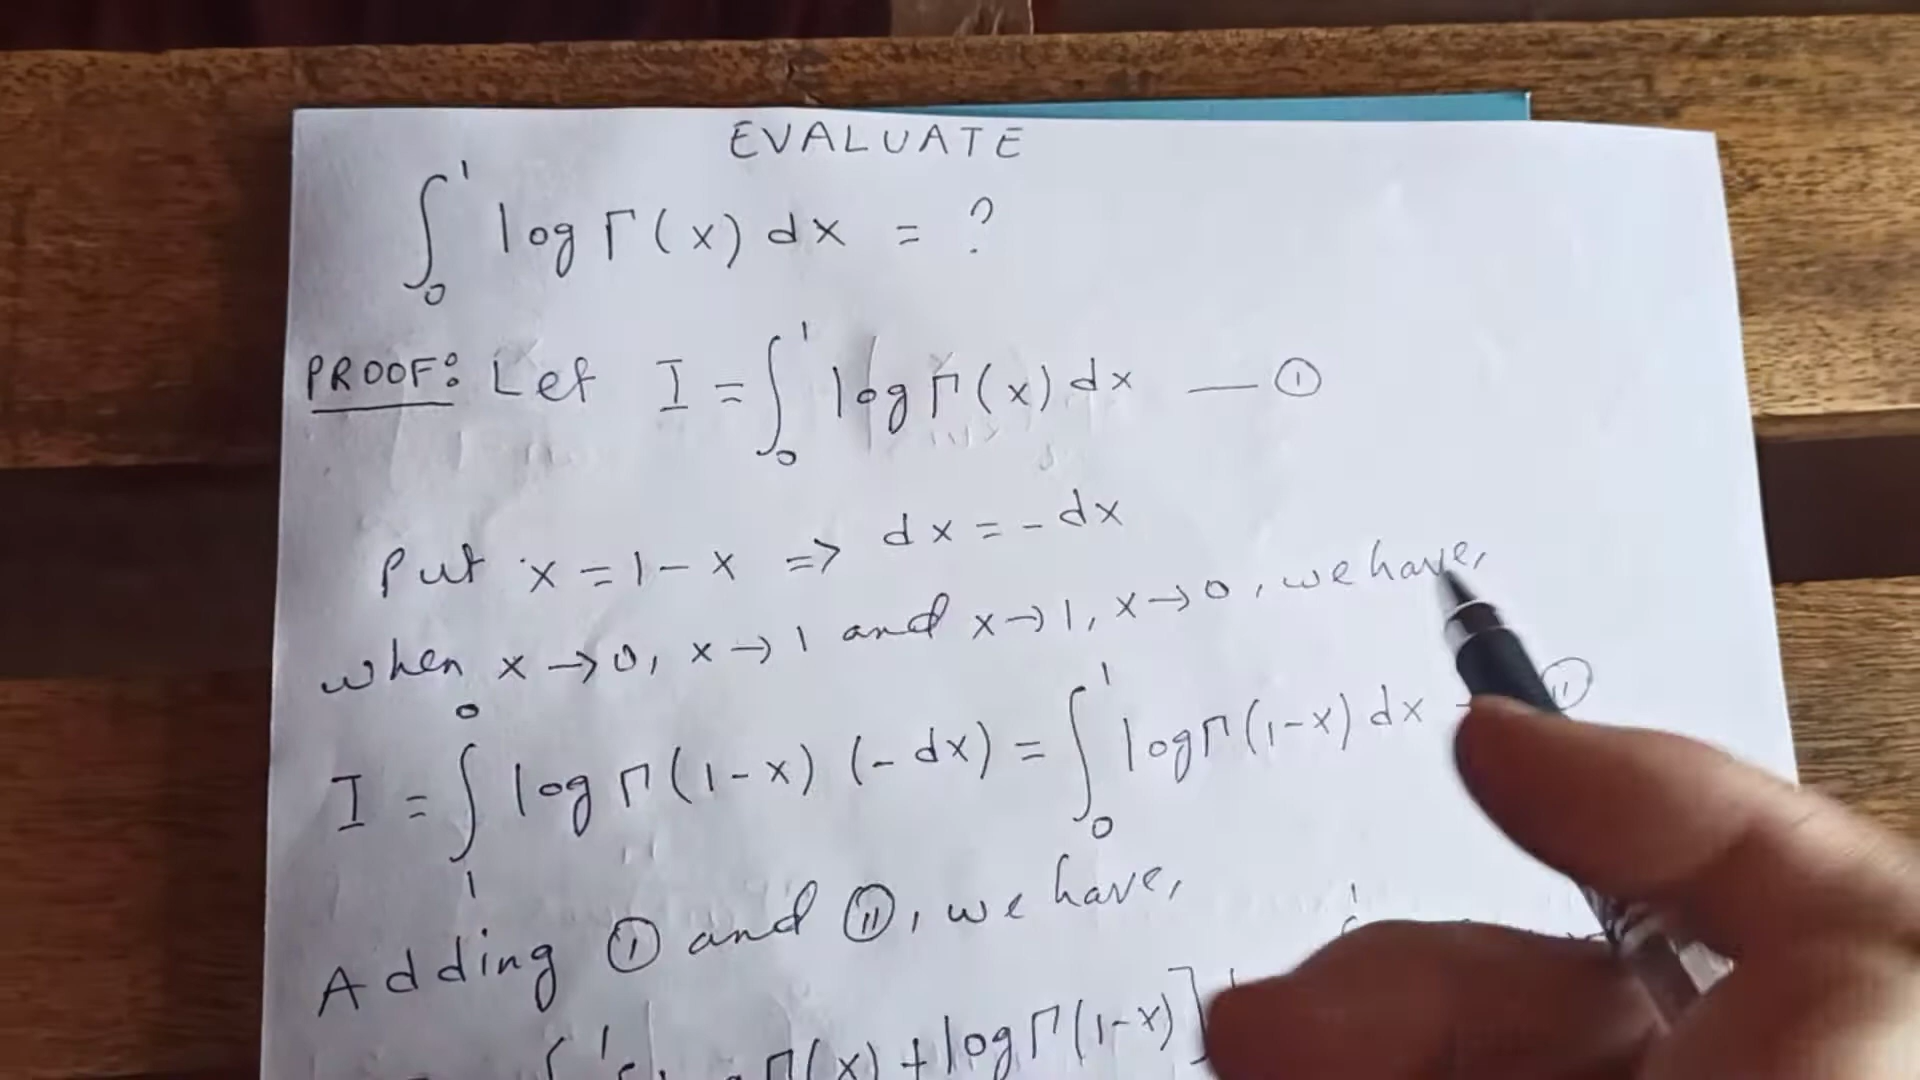 EVALUATE
∫₀¹ log Γ(x) dx = ?
PROOF: Let I = ∫₀¹ log Γ(x) dx — ①
Put x = 1 - x => dx = - dx
when x → 0, x → 1 and x → 1, x → 0, we have,
I = ∫₁⁰ log Γ(1-x) (-dx) = ∫₀¹ log Γ(1-x) dx - Ⓘ︎Ⓘ
Adding ① and Ⓘ︎Ⓘ, we have,
Γ(x) + log Γ(1-x)]